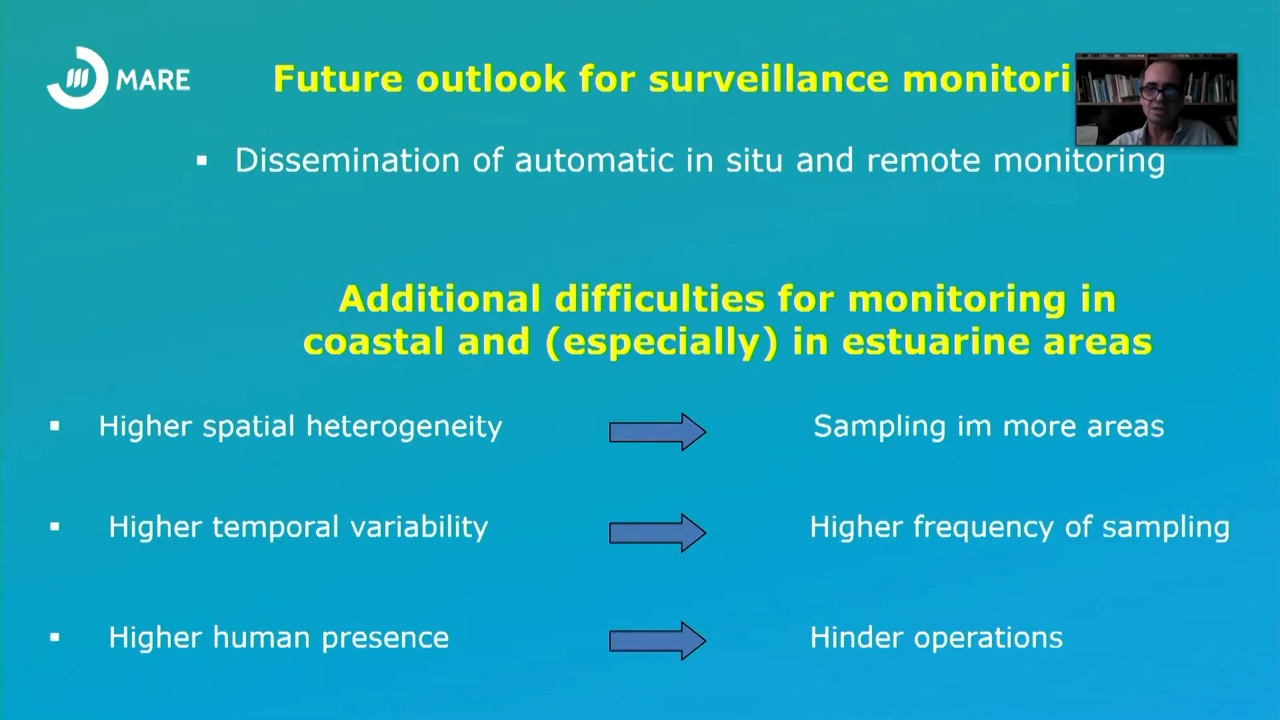 MARE
Future outlook for surveillance monitori
▪ Dissemination of automatic in situ and remote monitoring
Additional difficulties for monitoring in
coastal and (especially) in estuarine areas
▪ Higher spatial heterogeneity Sampling im more areas
▪ Higher temporal variability Higher frequency of sampling
▪ Higher human presence Hinder operations